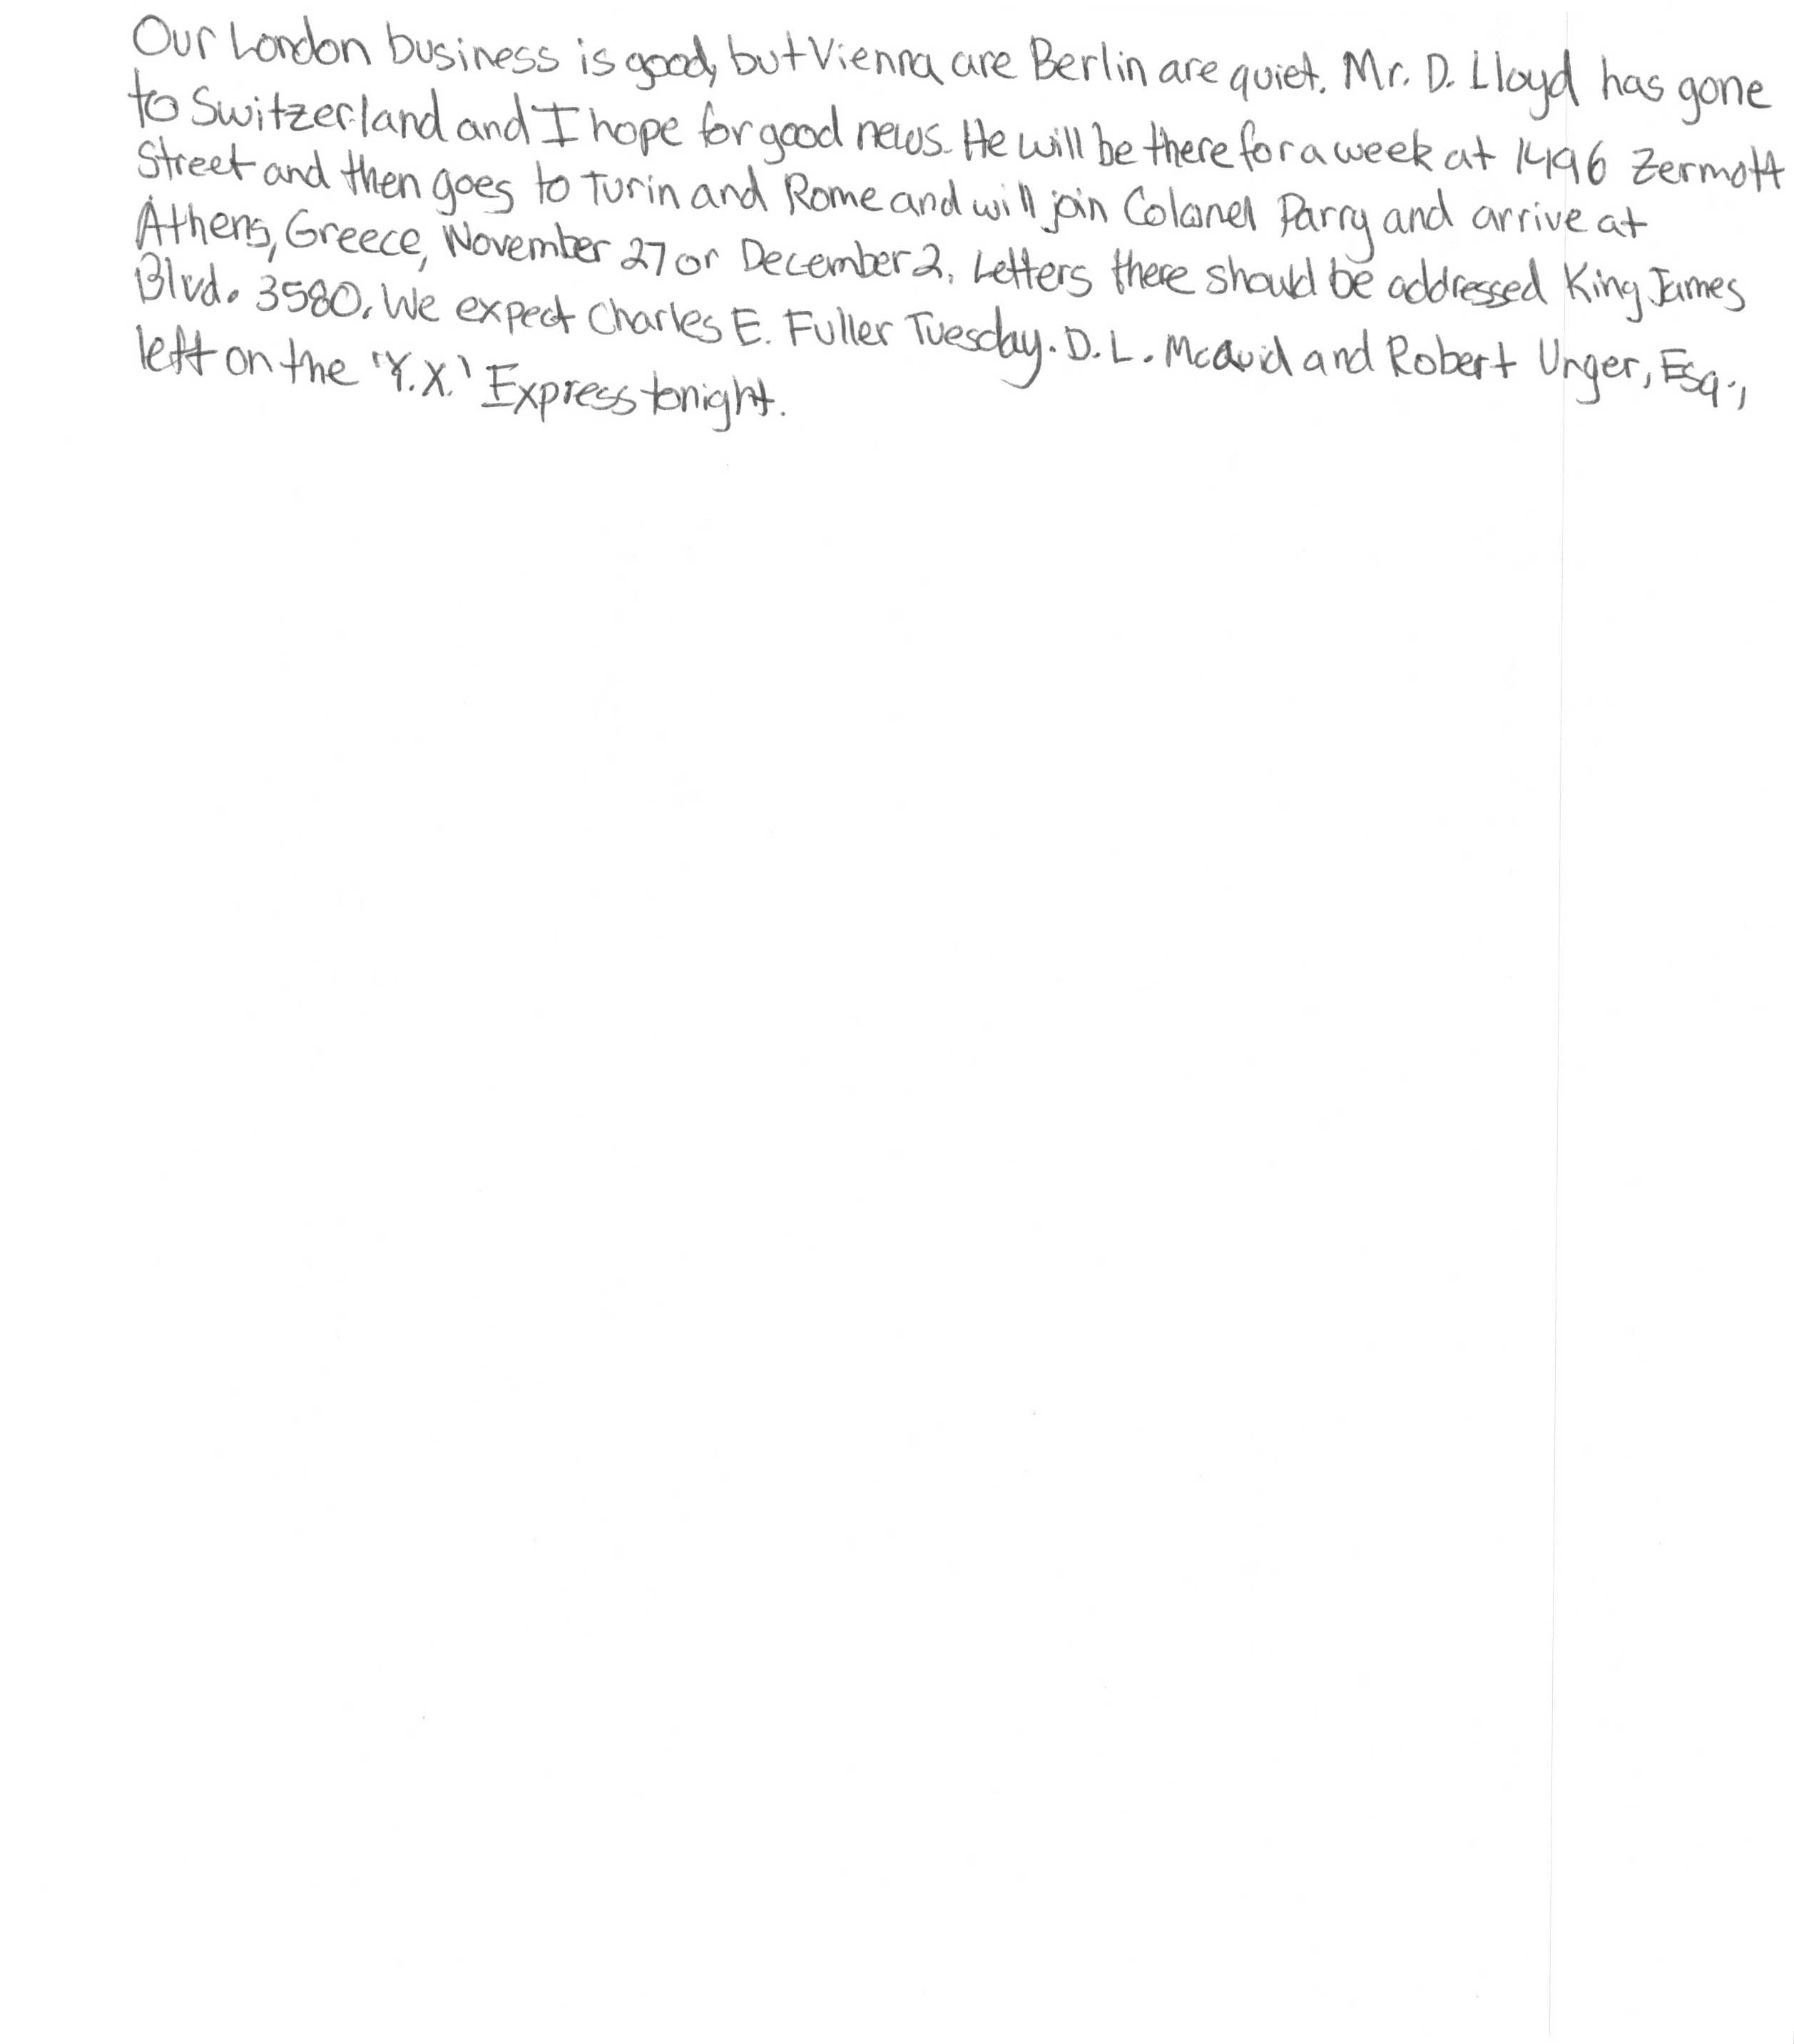 Our London business is good, but Vienna are Berlin are quiet. Mr. D. Lloyd has gone
to Switzerland and I hope for good news. He will be there for a week at 1496 Zermott
Street and then goes to Turin and Rome and will join Colonel Parry and arrive at
Athens, Greece, November 27 or December 2. Letters there should be addressed King James
Blvd. 3580. We expect Charles E. Fuller Tuesday. D. L. McQuid and Robert Unger, Esq.,
left on the 'Y.X.' Express tonight.